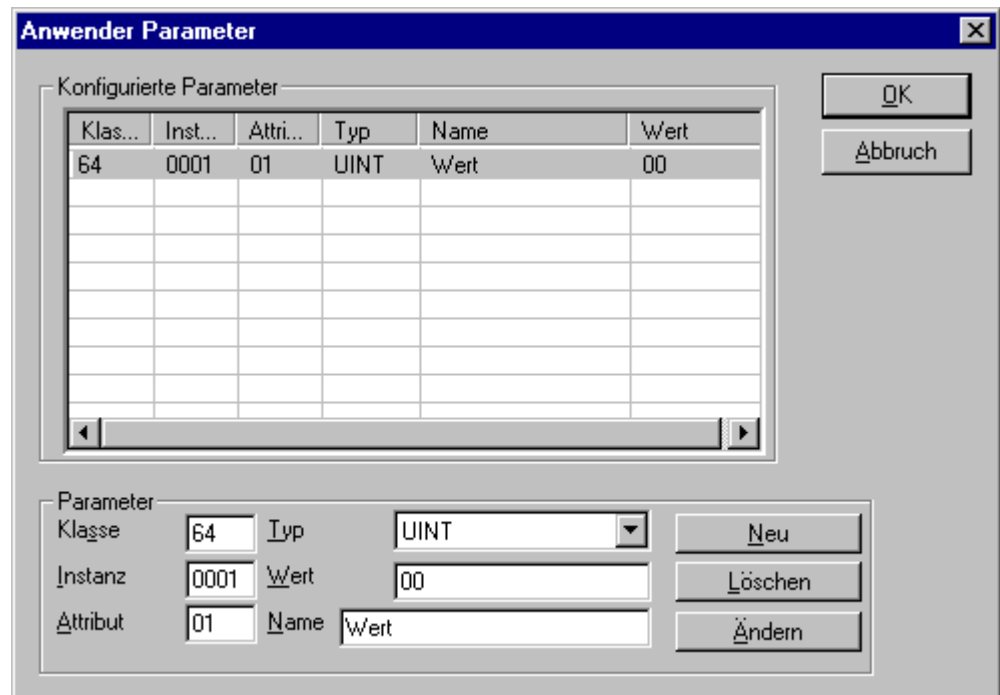 Anwender Parameter
Konfigurierte Parameter
Klas... Inst... Attri... Typ Name Wert
64 0001 01 UINT Wert 00
OK
Abbruch
Parameter
Klasse 64 Typ UINT Neu
Instanz 0001 Wert 00 Löschen
Attribut 01 Name Wert Ändern